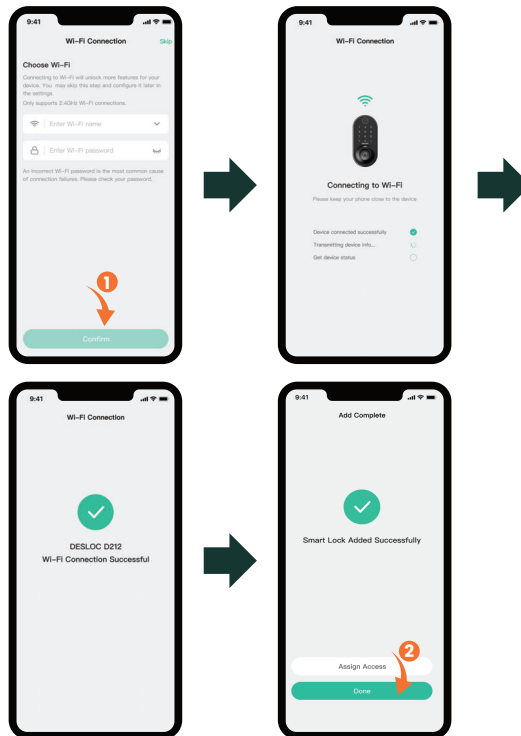 9:41
Wi-Fi Connection
Skip
Choose Wi-Fi
Connecting to Wi-Fi will unlock more features for your
device. You may skip this step and configure it later in
the settings.
Only supports 2.4GHz Wi-Fi connections.
Enter Wi-Fi name
Enter Wi-Fi password
An incorrect Wi-Fi password is the most common cause
of connection failures. Please check your password.
1
Confirm
9:41
Wi-Fi Connection
Connecting to Wi-Fi
Please keep your phone close to the device
Device connected successfully
Transmitting device info...
Get device status
9:41
Wi-Fi Connection
DESLOC D212
Wi-Fi Connection Successful
9:41
Add Complete
Smart Lock Added Successfully
Assign Access
2
Done